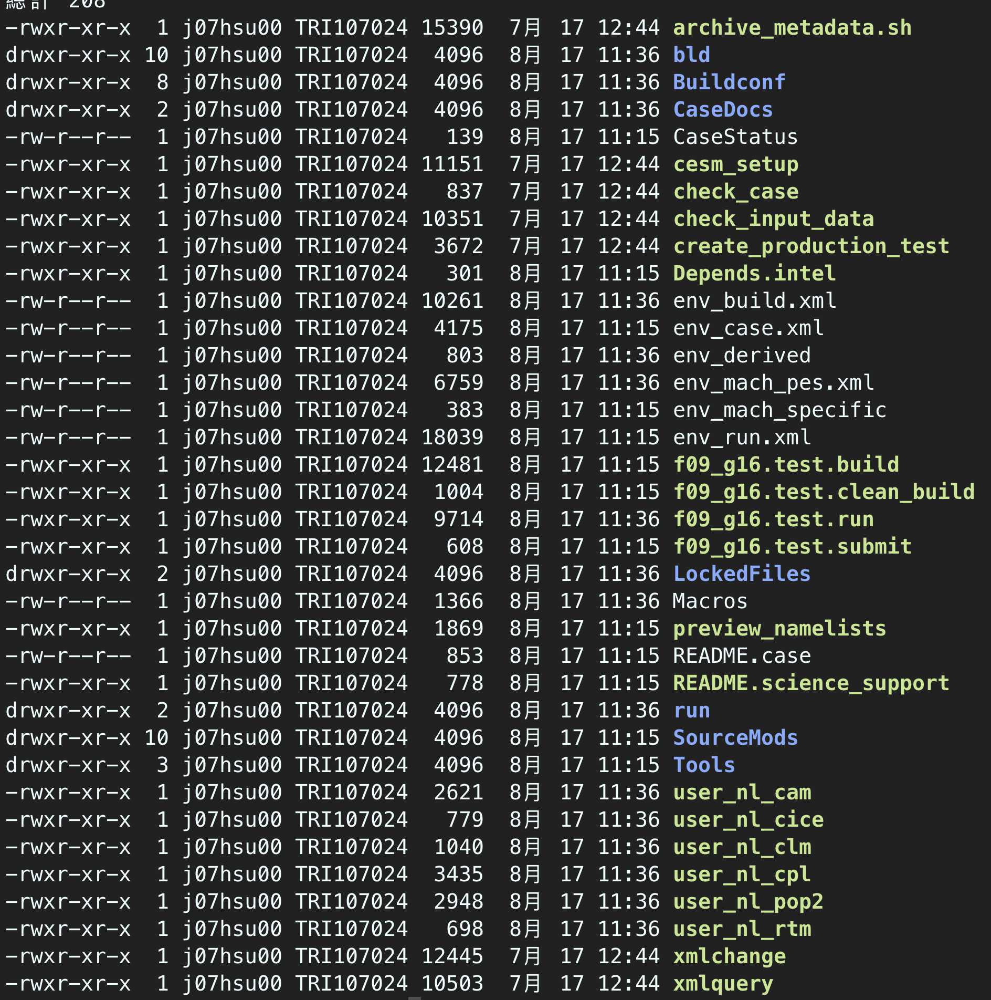 總計 208
-rwxr-xr-x  1 j07hsu00 TRI107024 15390  7月  17 12:44 archive_metadata.sh
drwxr-xr-x 10 j07hsu00 TRI107024  4096  8月  17 11:36 bld
drwxr-xr-x  8 j07hsu00 TRI107024  4096  8月  17 11:36 Buildconf
drwxr-xr-x  2 j07hsu00 TRI107024  4096  8月  17 11:36 CaseDocs
-rw-r--r--  1 j07hsu00 TRI107024   139  8月  17 11:15 CaseStatus
-rwxr-xr-x  1 j07hsu00 TRI107024 11151  7月  17 12:44 cesm_setup
-rwxr-xr-x  1 j07hsu00 TRI107024   837  7月  17 12:44 check_case
-rwxr-xr-x  1 j07hsu00 TRI107024 10351  7月  17 12:44 check_input_data
-rwxr-xr-x  1 j07hsu00 TRI107024  3672  7月  17 12:44 create_production_test
-rwxr-xr-x  1 j07hsu00 TRI107024   301  8月  17 11:15 Depends.intel
-rw-r--r--  1 j07hsu00 TRI107024 10261  8月  17 11:36 env_build.xml
-rw-r--r--  1 j07hsu00 TRI107024  4175  8月  17 11:15 env_case.xml
-rw-r--r--  1 j07hsu00 TRI107024   803  8月  17 11:36 env_derived
-rw-r--r--  1 j07hsu00 TRI107024  6759  8月  17 11:36 env_mach_pes.xml
-rw-r--r--  1 j07hsu00 TRI107024   383  8月  17 11:15 env_mach_specific
-rw-r--r--  1 j07hsu00 TRI107024 18039  8月  17 11:15 env_run.xml
-rwxr-xr-x  1 j07hsu00 TRI107024 12481  8月  17 11:15 f09_g16.test.build
-rwxr-xr-x  1 j07hsu00 TRI107024  1004  8月  17 11:15 f09_g16.test.clean_build
-rwxr-xr-x  1 j07hsu00 TRI107024  9714  8月  17 11:36 f09_g16.test.run
-rwxr-xr-x  1 j07hsu00 TRI107024   608  8月  17 11:15 f09_g16.test.submit
drwxr-xr-x  2 j07hsu00 TRI107024  4096  8月  17 11:36 LockedFiles
-rw-r--r--  1 j07hsu00 TRI107024  1366  8月  17 11:36 Macros
-rwxr-xr-x  1 j07hsu00 TRI107024  1869  8月  17 11:15 preview_namelists
-rw-r--r--  1 j07hsu00 TRI107024   853  8月  17 11:15 README.case
-rwxr-xr-x  1 j07hsu00 TRI107024   778  8月  17 11:15 README.science_support
drwxr-xr-x  2 j07hsu00 TRI107024  4096  8月  17 11:36 run
drwxr-xr-x 10 j07hsu00 TRI107024  4096  8月  17 11:15 SourceMods
drwxr-xr-x  3 j07hsu00 TRI107024  4096  8月  17 11:15 Tools
-rwxr-xr-x  1 j07hsu00 TRI107024  2621  8月  17 11:36 user_nl_cam
-rwxr-xr-x  1 j07hsu00 TRI107024   779  8月  17 11:36 user_nl_cice
-rwxr-xr-x  1 j07hsu00 TRI107024  1040  8月  17 11:36 user_nl_clm
-rwxr-xr-x  1 j07hsu00 TRI107024  3435  8月  17 11:36 user_nl_cpl
-rwxr-xr-x  1 j07hsu00 TRI107024  2948  8月  17 11:36 user_nl_pop2
-rwxr-xr-x  1 j07hsu00 TRI107024   698  8月  17 11:36 user_nl_rtm
-rwxr-xr-x  1 j07hsu00 TRI107024 12445  7月  17 12:44 xmlchange
-rwxr-xr-x  1 j07hsu00 TRI107024 10503  7月  17 12:44 xmlquery